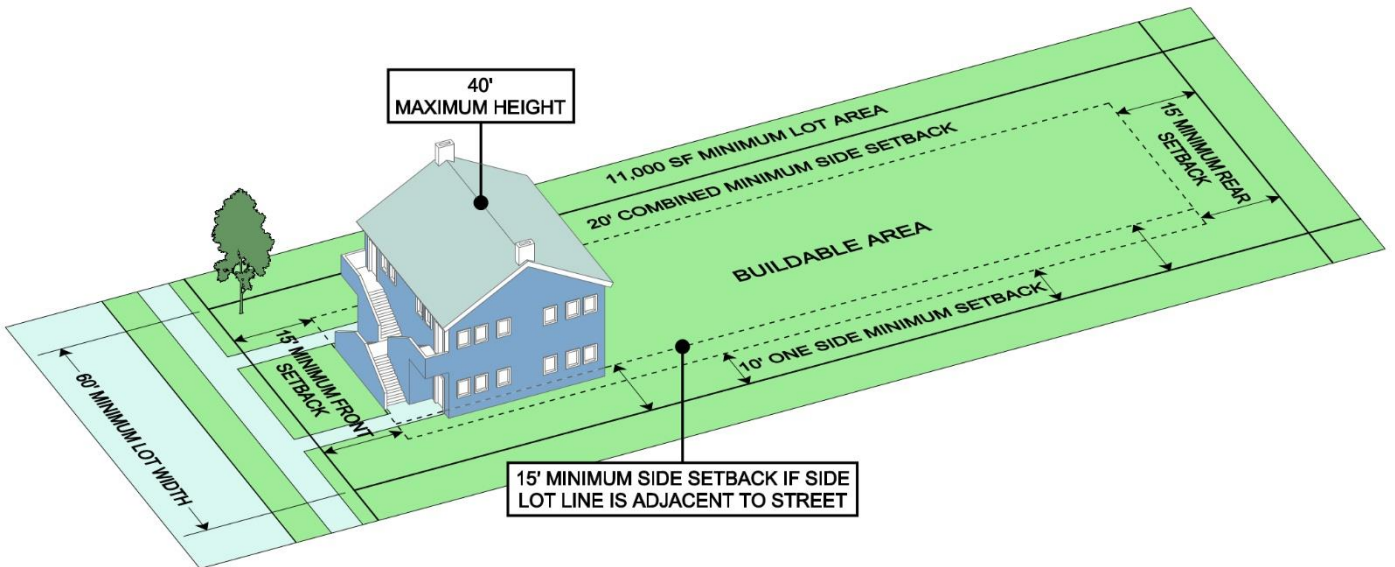 40'
MAXIMUM HEIGHT
11,000 SF MINIMUM LOT AREA
20' COMBINED MINIMUM SIDE SETBACK
15' MINIMUM REAR
SETBACK
BUILDABLE AREA
10' ONE SIDE MINIMUM SETBACK
15' MINIMUM FRONT
SETBACK
60' MINIMUM LOT WIDTH
15' MINIMUM SIDE SETBACK IF SIDE
LOT LINE IS ADJACENT TO STREET